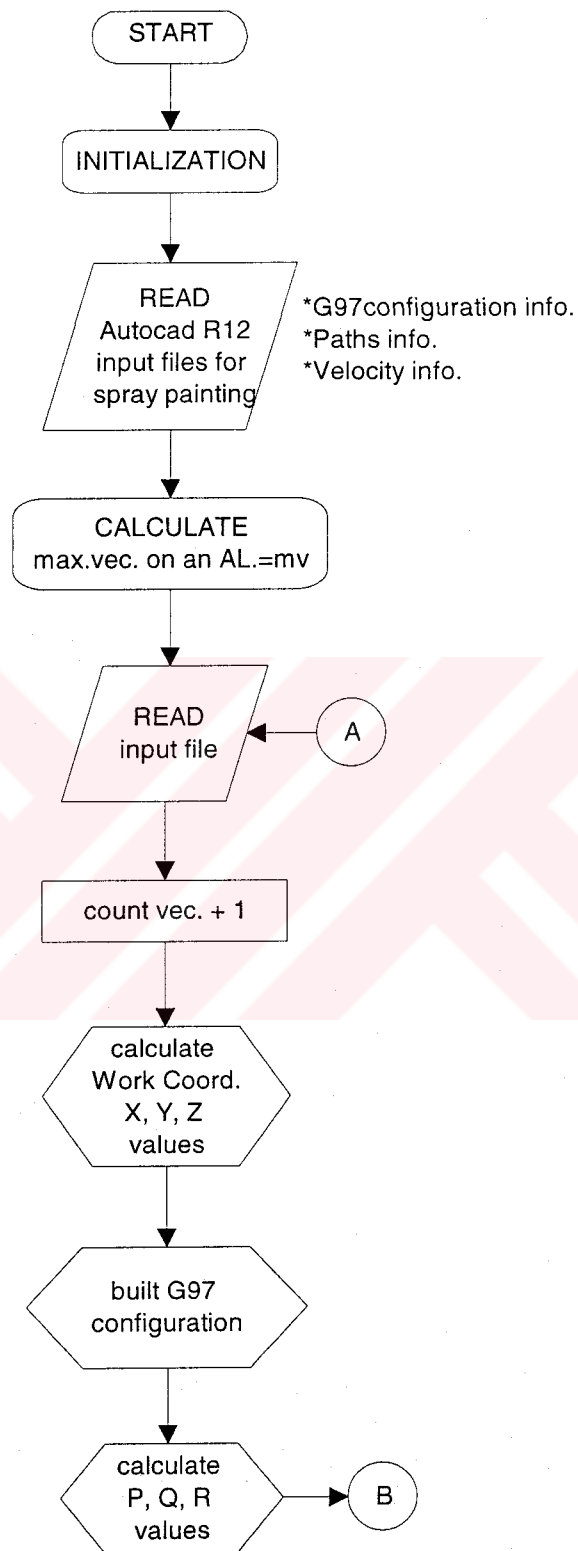 START
INITIALIZATION
READ
Autocad R12
input files for
spray painting
*G97configuration info.
*Paths info.
*Velocity info.
CALCULATE
max.vec. on an AL.=mv
READ
input file
A
count vec. + 1
calculate
Work Coord.
X, Y, Z
values
built G97
configuration
calculate
P, Q, R
values
B